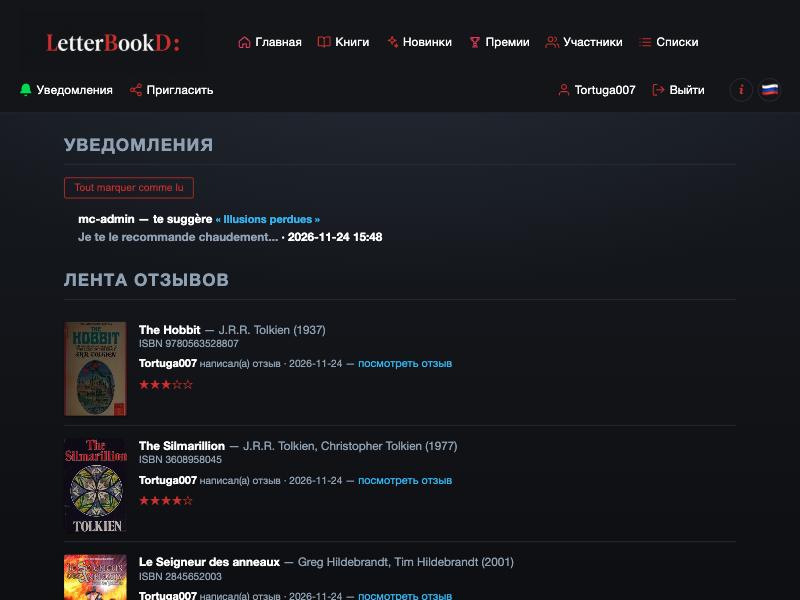 LetterBookD:
Главная
Книги
Новинки
Премии
Участники
Списки
Уведомления
Пригласить
Tortuga007
Выйти
i
УВЕДОМЛЕНИЯ
Tout marquer comme lu
mc-admin — te suggère « Illusions perdues »
Je te le recommande chaudement... · 2026-11-24 15:48
ЛЕНТА ОТЗЫВОВ
THE HOBBIT
J.R.R. TOLKIEN
The Hobbit — J.R.R. Tolkien (1937)
ISBN 9780563528807
Tortuga007 написал(а) отзыв · 2026-11-24 — посмотреть отзыв
★★★☆☆
The Silmarillion
TOLKIEN
The Silmarillion — J.R.R. Tolkien, Christopher Tolkien (1977)
ISBN 3608958045
Tortuga007 написал(а) отзыв · 2026-11-24 — посмотреть отзыв
★★★★☆
Le Seigneur des anneaux — Greg Hildebrandt, Tim Hildebrandt (2001)
ISBN 2845652003
Tortuga007 написал(а) отзыв · 2026-11-24 — посмотреть отзыв